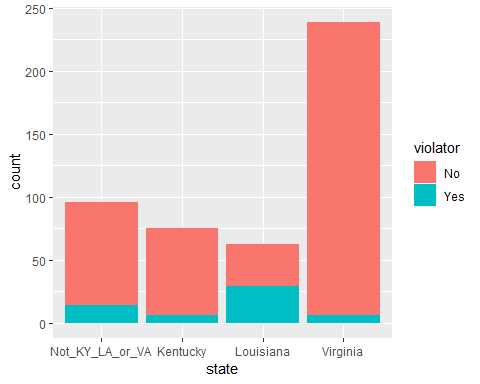 250
200
150
100
50
0
count
Not_KY_LA_or_VA Kentucky Louisiana Virginia
state
violator
No
Yes